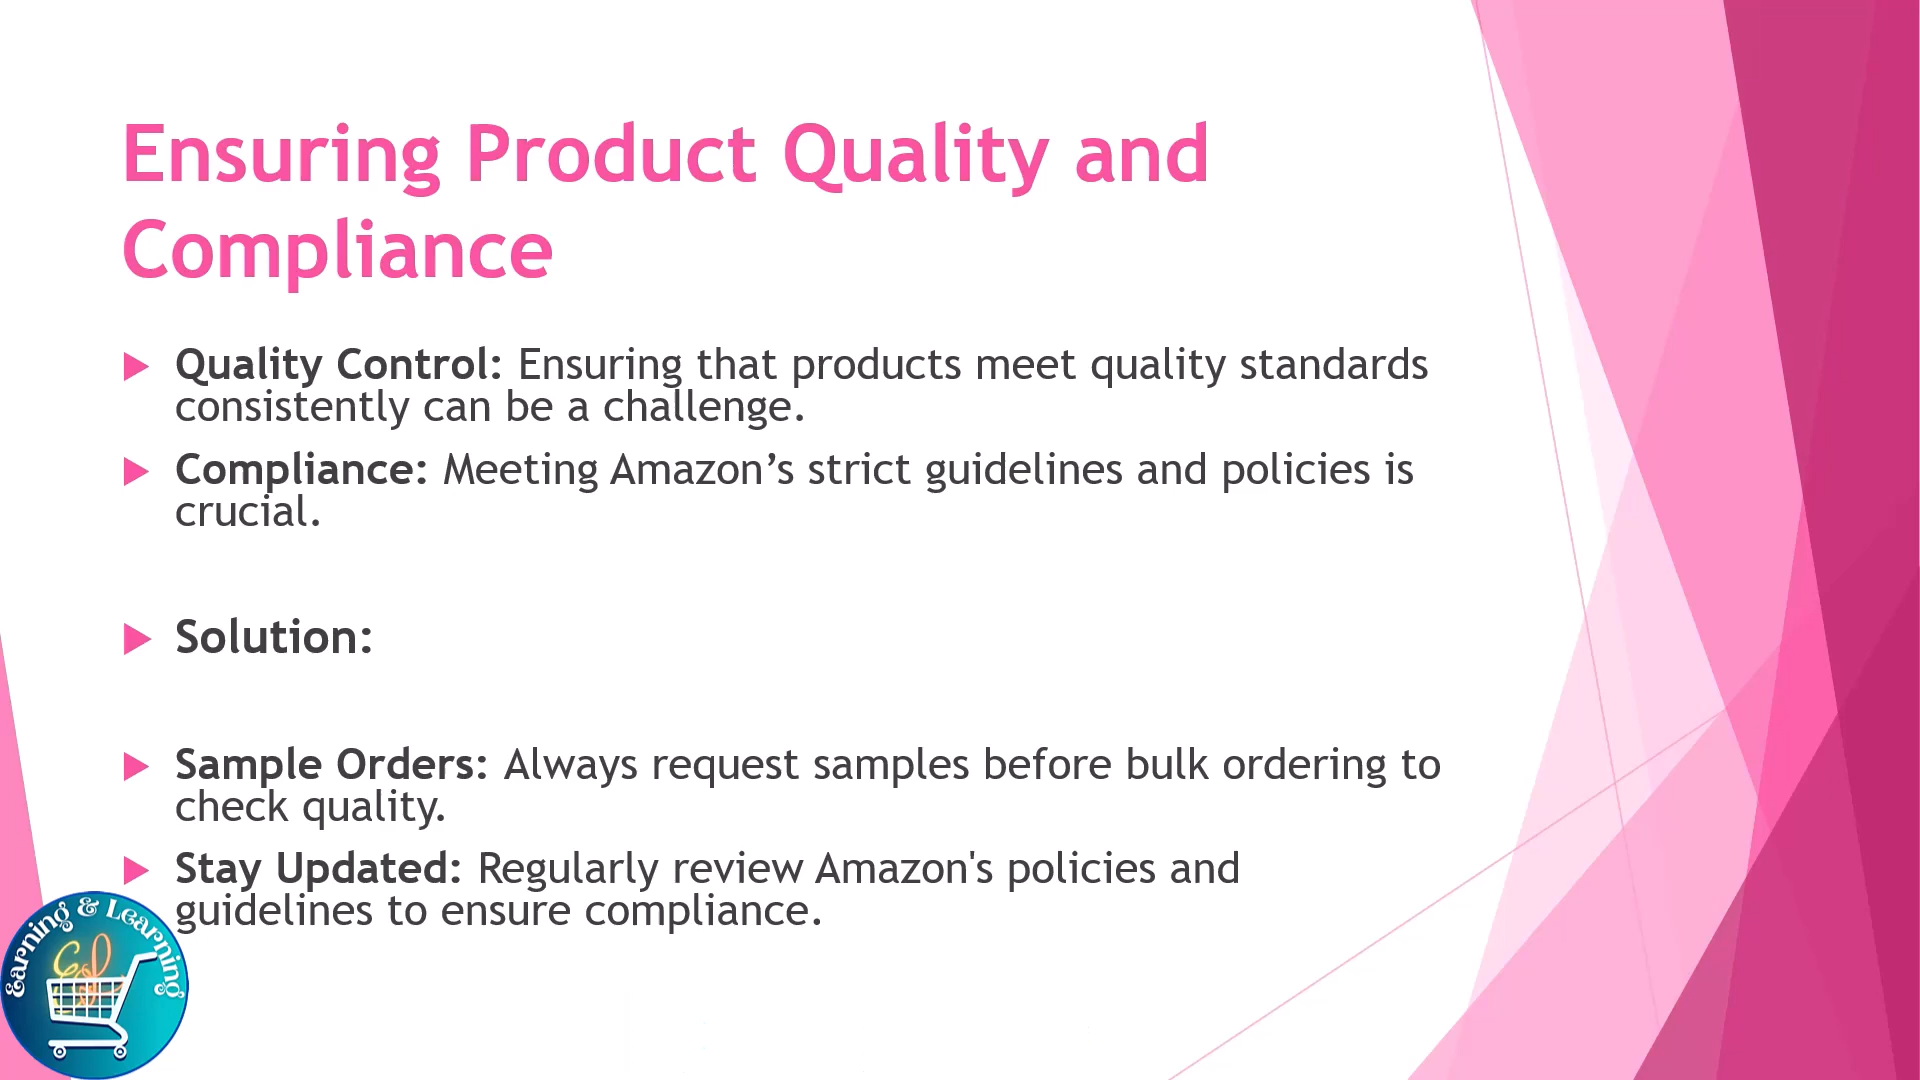 Ensuring Product Quality and
Compliance
Quality Control: Ensuring that products meet quality standards
consistently can be a challenge.
Compliance: Meeting Amazon’s strict guidelines and policies is
crucial.
Solution:
Sample Orders: Always request samples before bulk ordering to
check quality.
Stay Updated: Regularly review Amazon's policies and
guidelines to ensure compliance.
Earning & Learning